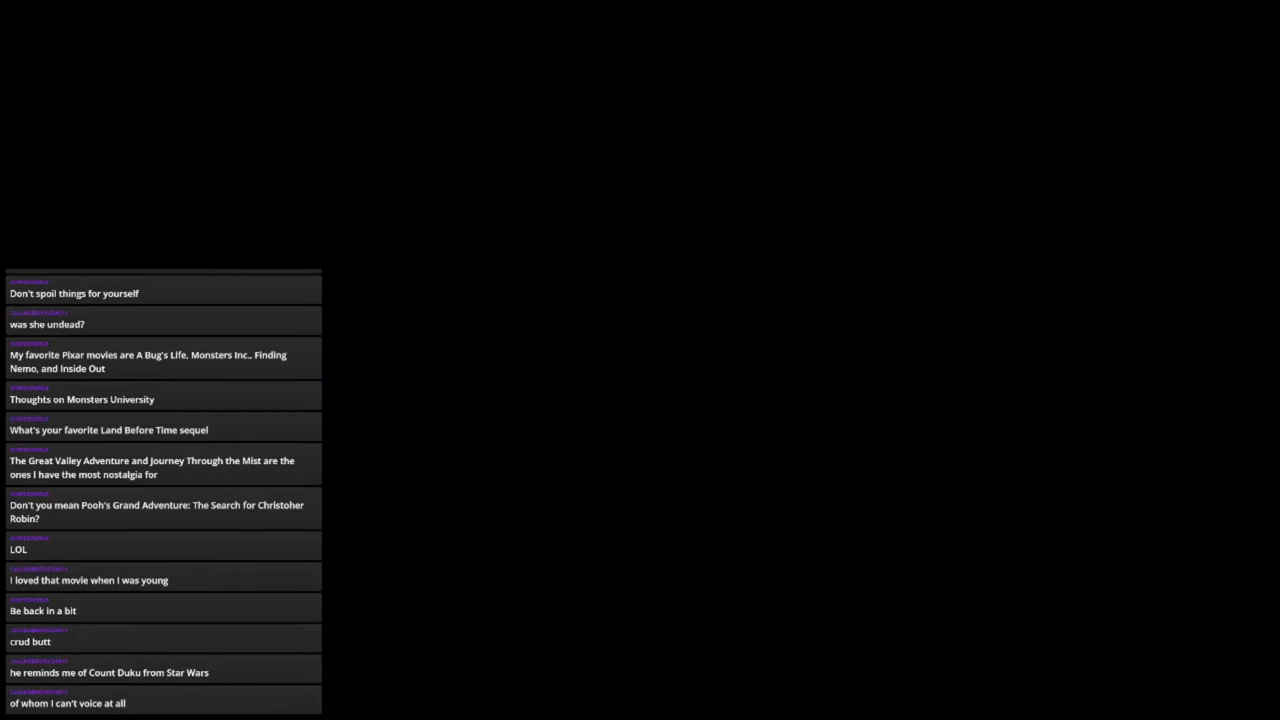 Don't spoil things for yourself
was she undead?
My favorite Pixar movies are A Bug's Life, Monsters Inc., Finding
Nemo, and Inside Out
Thoughts on Monsters University
What's your favorite Land Before Time sequel
The Great Valley Adventure and Journey Through the Mist are the
ones I have the most nostalgia for
Don't you mean Pooh's Grand Adventure: The Search for Christoher
Robin?
LOL
I loved that movie when I was young
Be back in a bit
crud butt
he reminds me of Count Duku from Star Wars
of whom I can't voice at all